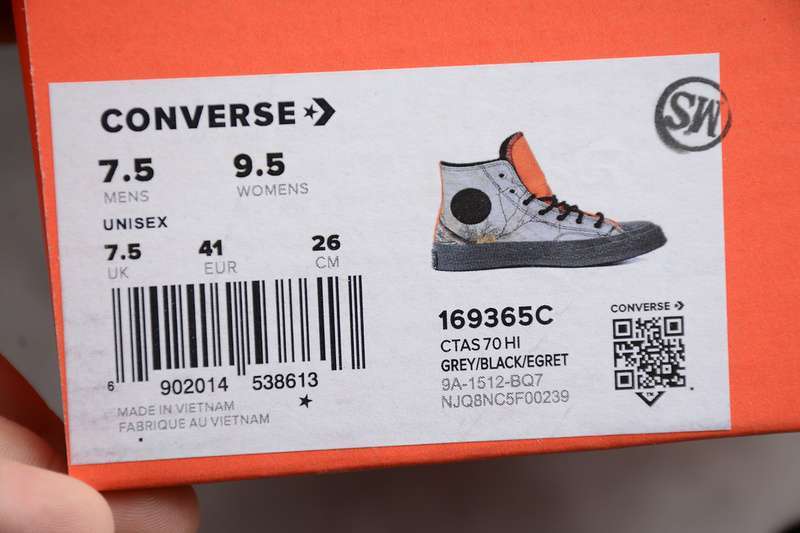 CONVERSE
7.5 9.5
MENS WOMENS
UNISEX
7.5 41 26
UK EUR CM
6 902014 538613
MADE IN VIETNAM
FABRIQUE AU VIETNAM
SW
169365C
CTAS 70 HI
GREY/BLACK/EGRET
9A-1512-BQ7
NJQ8NC5F00239
CONVERSE
TM